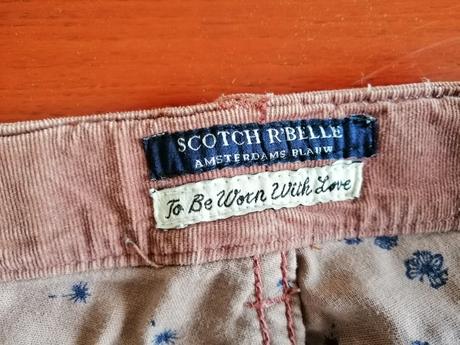 SCOTCH R'BELLE
AMSTERDAMS BLAUW
To Be Worn With Love